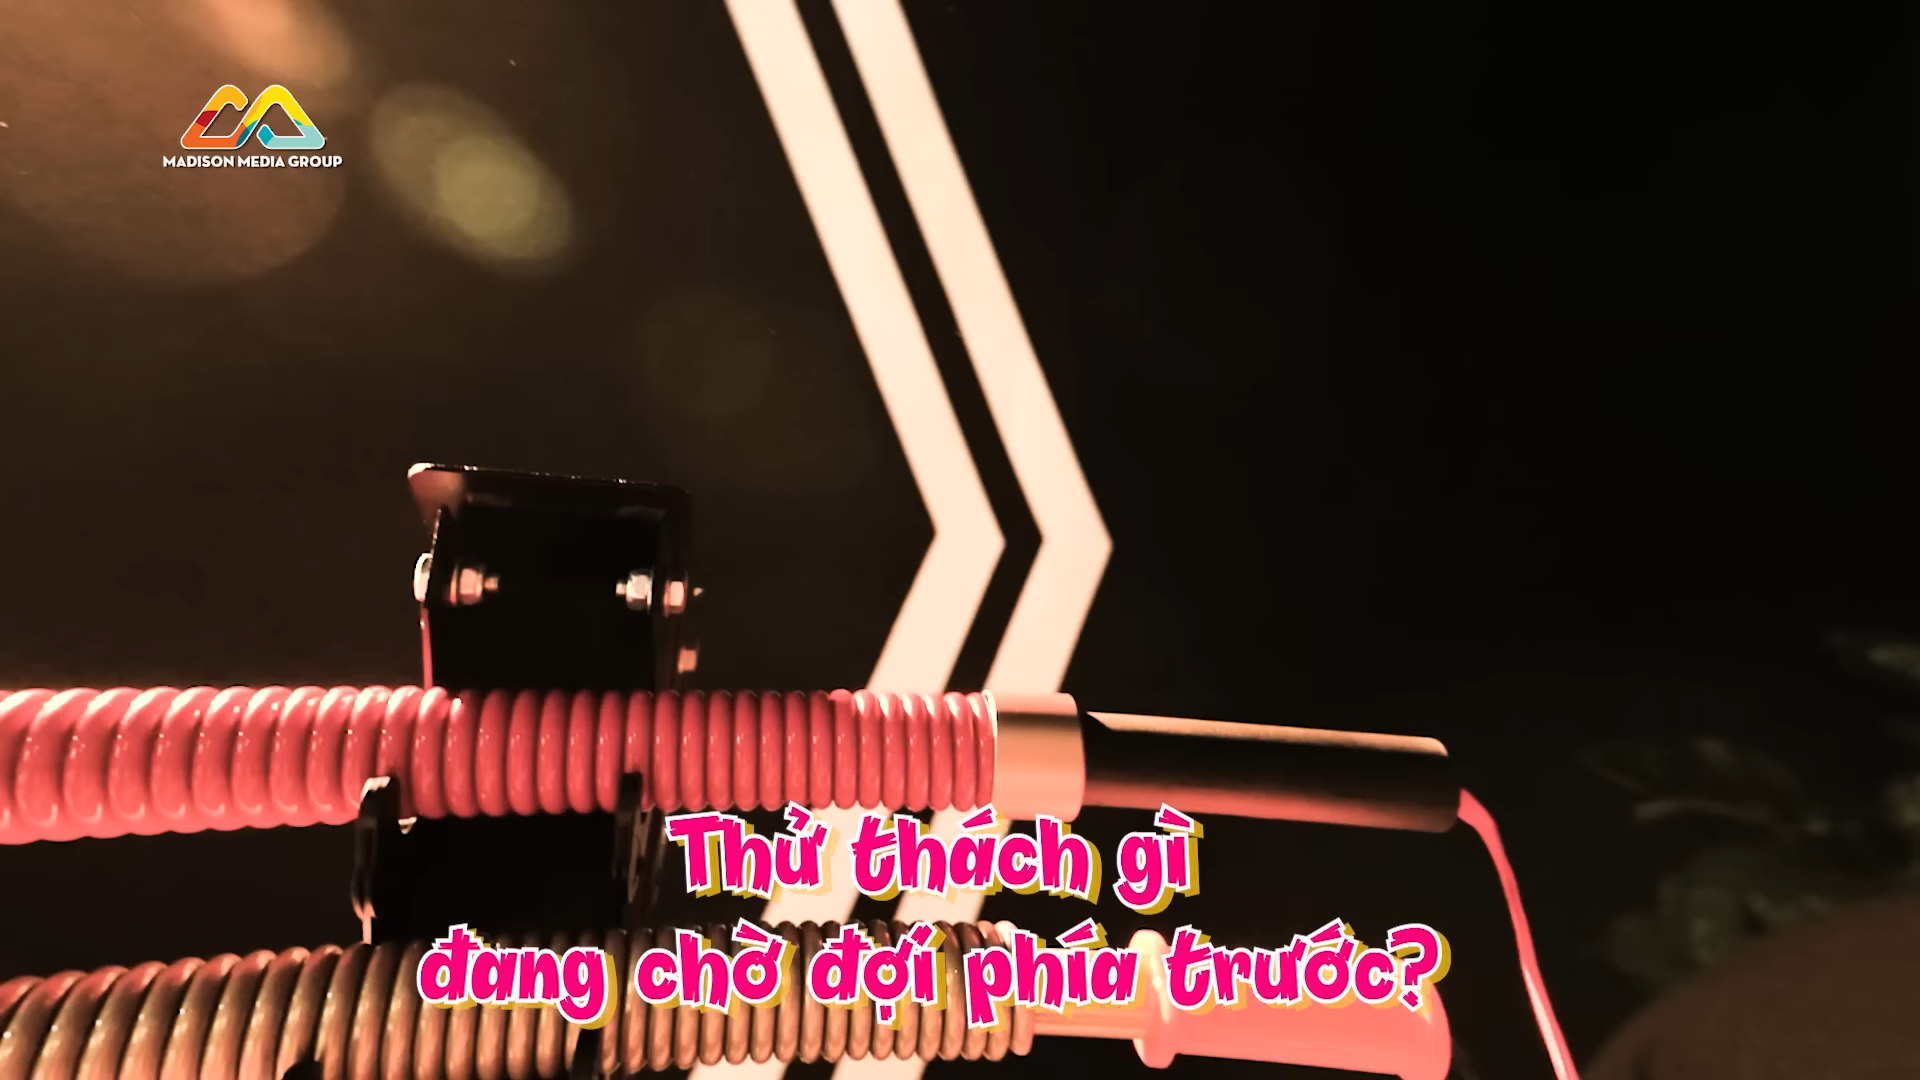 MADISON MEDIA GROUP
Thử thách gì
đang chờ đợi phía trước?